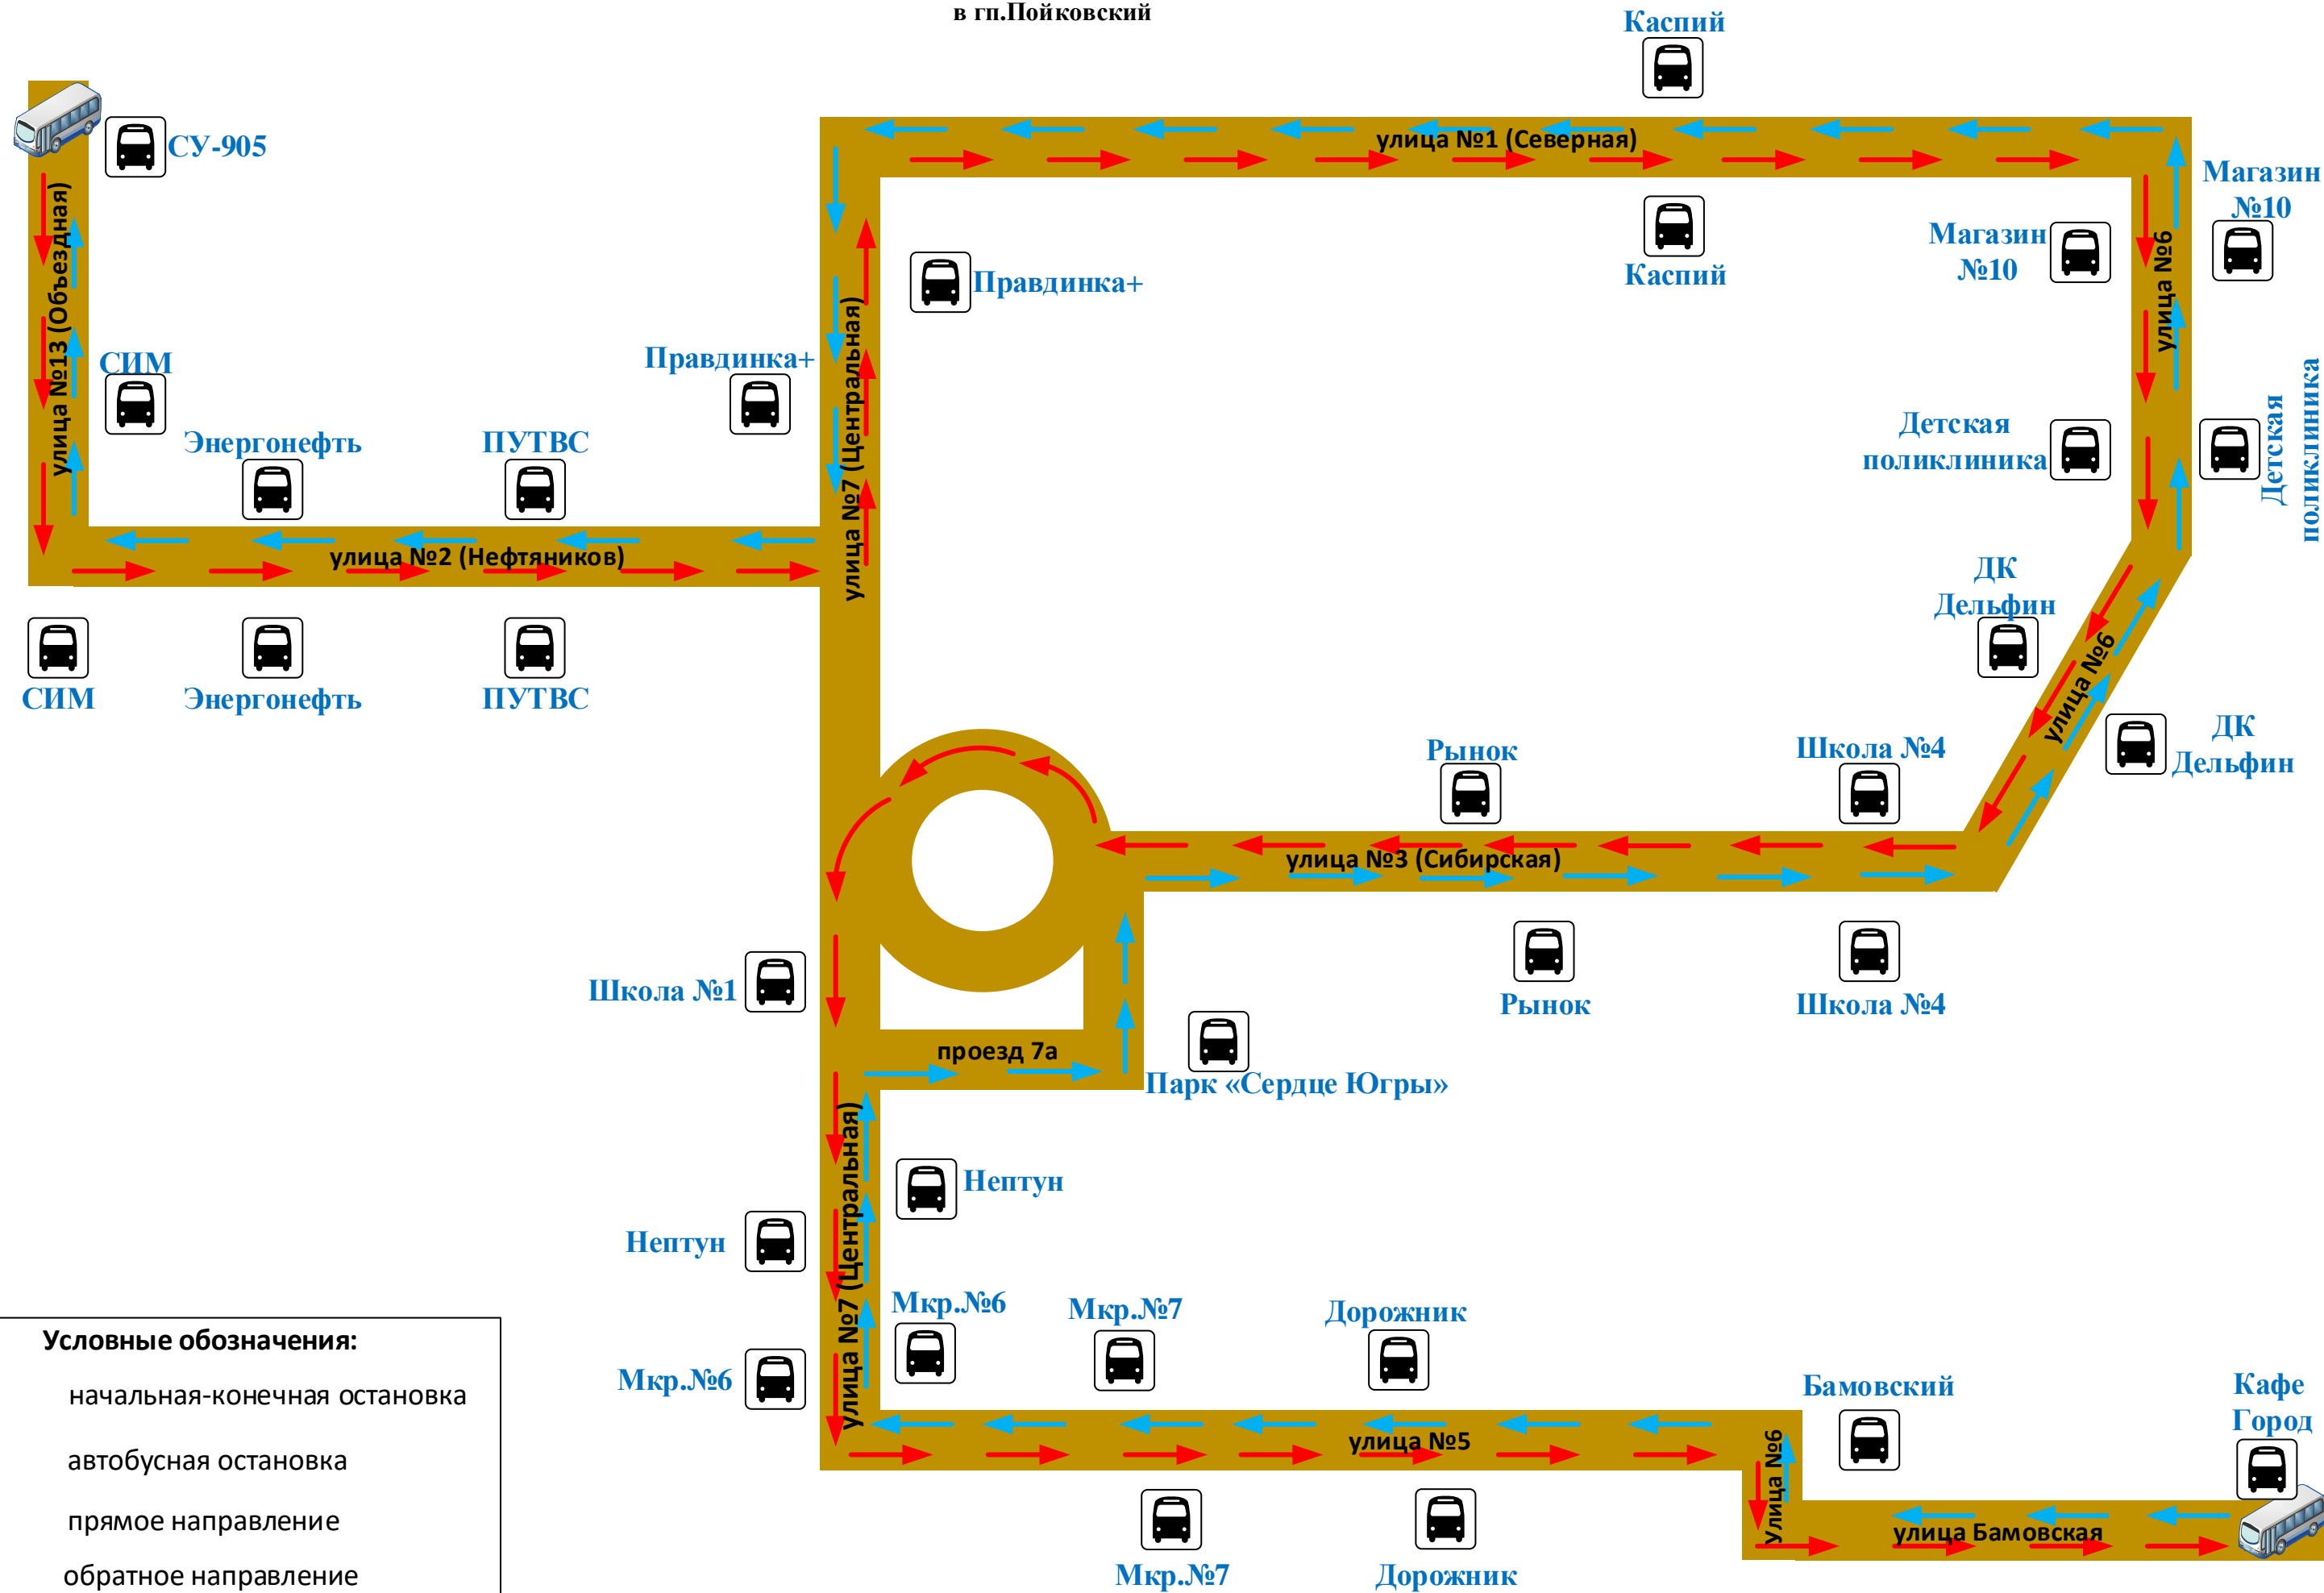 в гп.Пойковский
Каспий
СУ-905
улица №1 (Северная)
Магазин
№10
Магазин
№10
Каспий
Правдинка+
улица №13 (Объездная)
улица №6
СИМ
Правдинка+
улица №7 (Центральная)
Энергонефть
ПУТВС
Детская
поликлиника
Детская
поликлиника
улица №2 (Нефтяников)
ДК
Дельфин
СИМ
Энергонефть
ПУТВС
улица №6
ДК
Дельфин
Рынок
Школа №4
улица №3 (Сибирская)
Школа №1
Рынок
Школа №4
проезд 7а
Парк «Сердце Югры»
Нептун
Нептун
улица №7 (Центральная)
Мкр.№6
Мкр.№7
Дорожник
Мкр.№6
Бамовский
Кафе
Город
улица №5
Улица №6
улица Бамовская
Мкр.№7
Дорожник
Условные обозначения:
начальная-конечная остановка
автобусная остановка
прямое направление
обратное направление